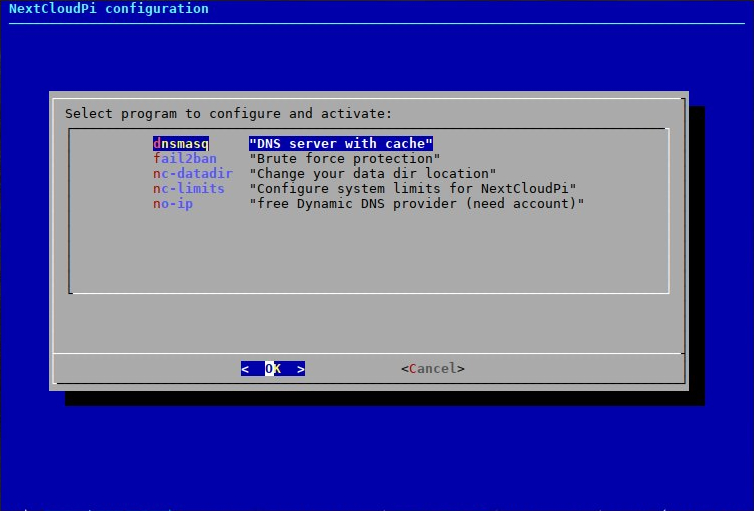 NextCloudPi configuration
Select program to configure and activate:
dnsmasq "DNS server with cache"
fail2ban "Brute force protection"
nc-datadir "Change your data dir location"
nc-limits "Configure system limits for NextCloudPi"
no-ip "free Dynamic DNS provider (need account)"
< OK > <Cancel>